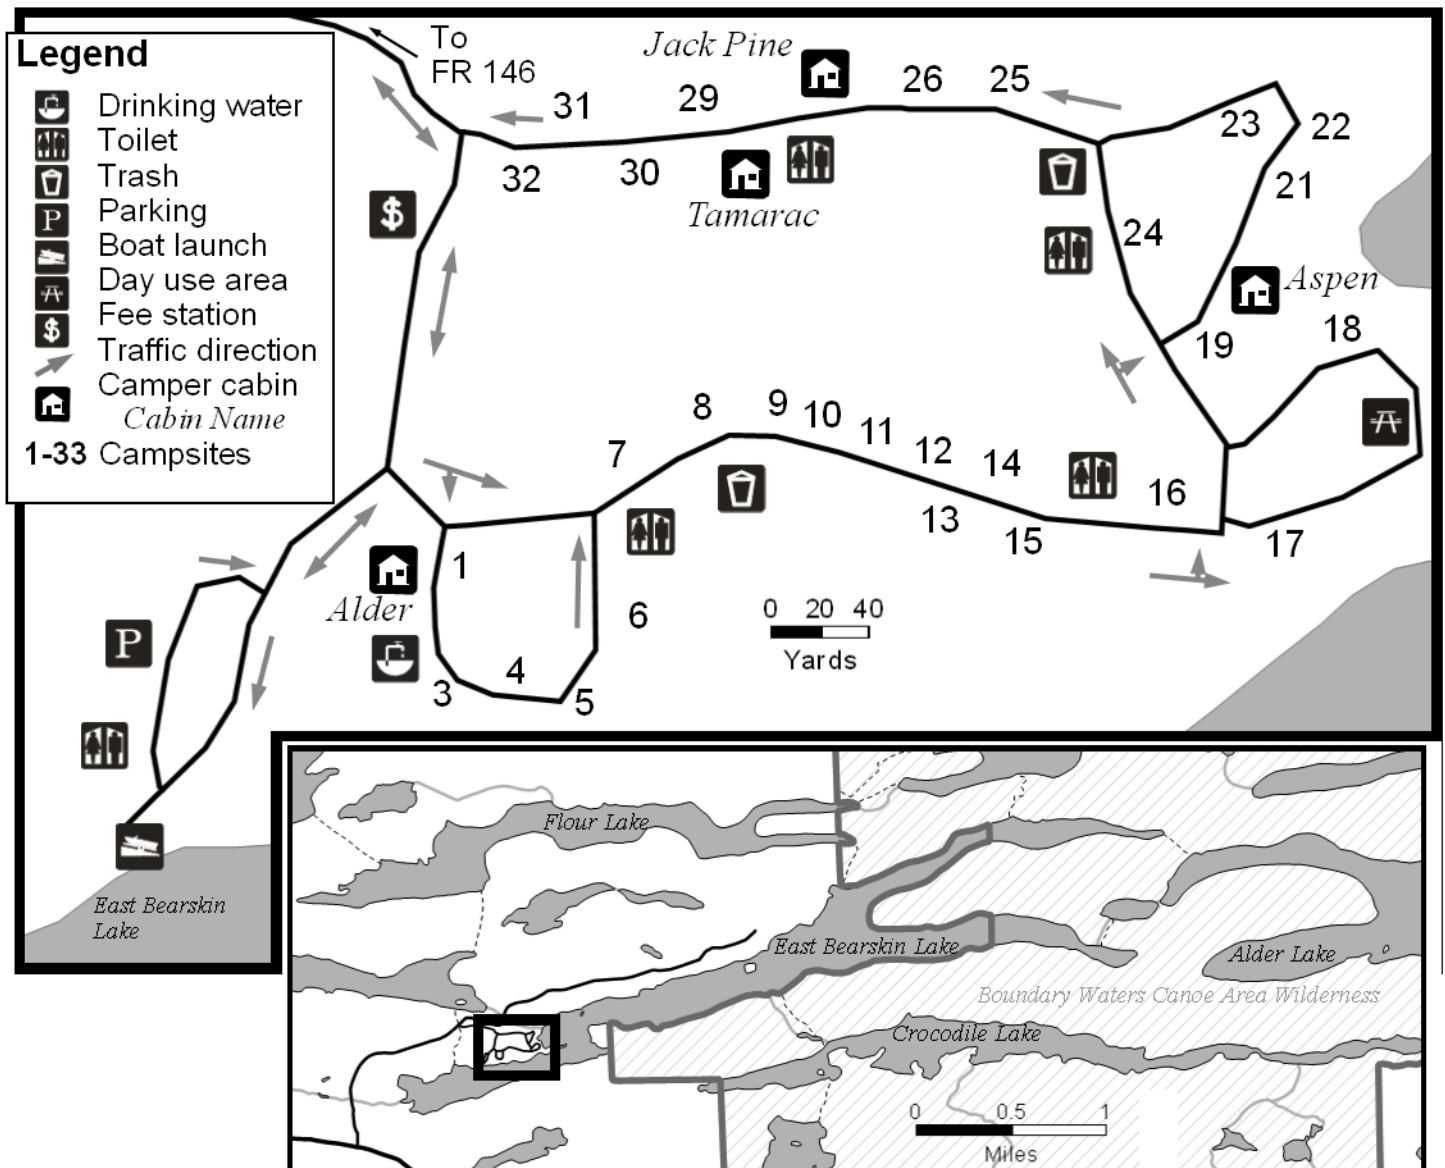 Legend
Drinking water
Toilet
Trash
P Parking
Boat launch
Day use area
$ Fee station
Traffic direction
Camper cabin
Cabin Name
1-33 Campsites
To
FR 146
Jack Pine
31
29
26
25
23
22
32
30
Tamarac
21
$
24
Aspen
19
18
8
9
10
11
12
14
7
16
13
15
17
1
Alder
6
0 20 40
Yards
P
3
4
5
East Bearskin
Lake
Flour Lake
East Bearskin Lake
Alder Lake
Boundary Waters Canoe Area Wilderness
Crocodile Lake
0 0.5 1
Miles